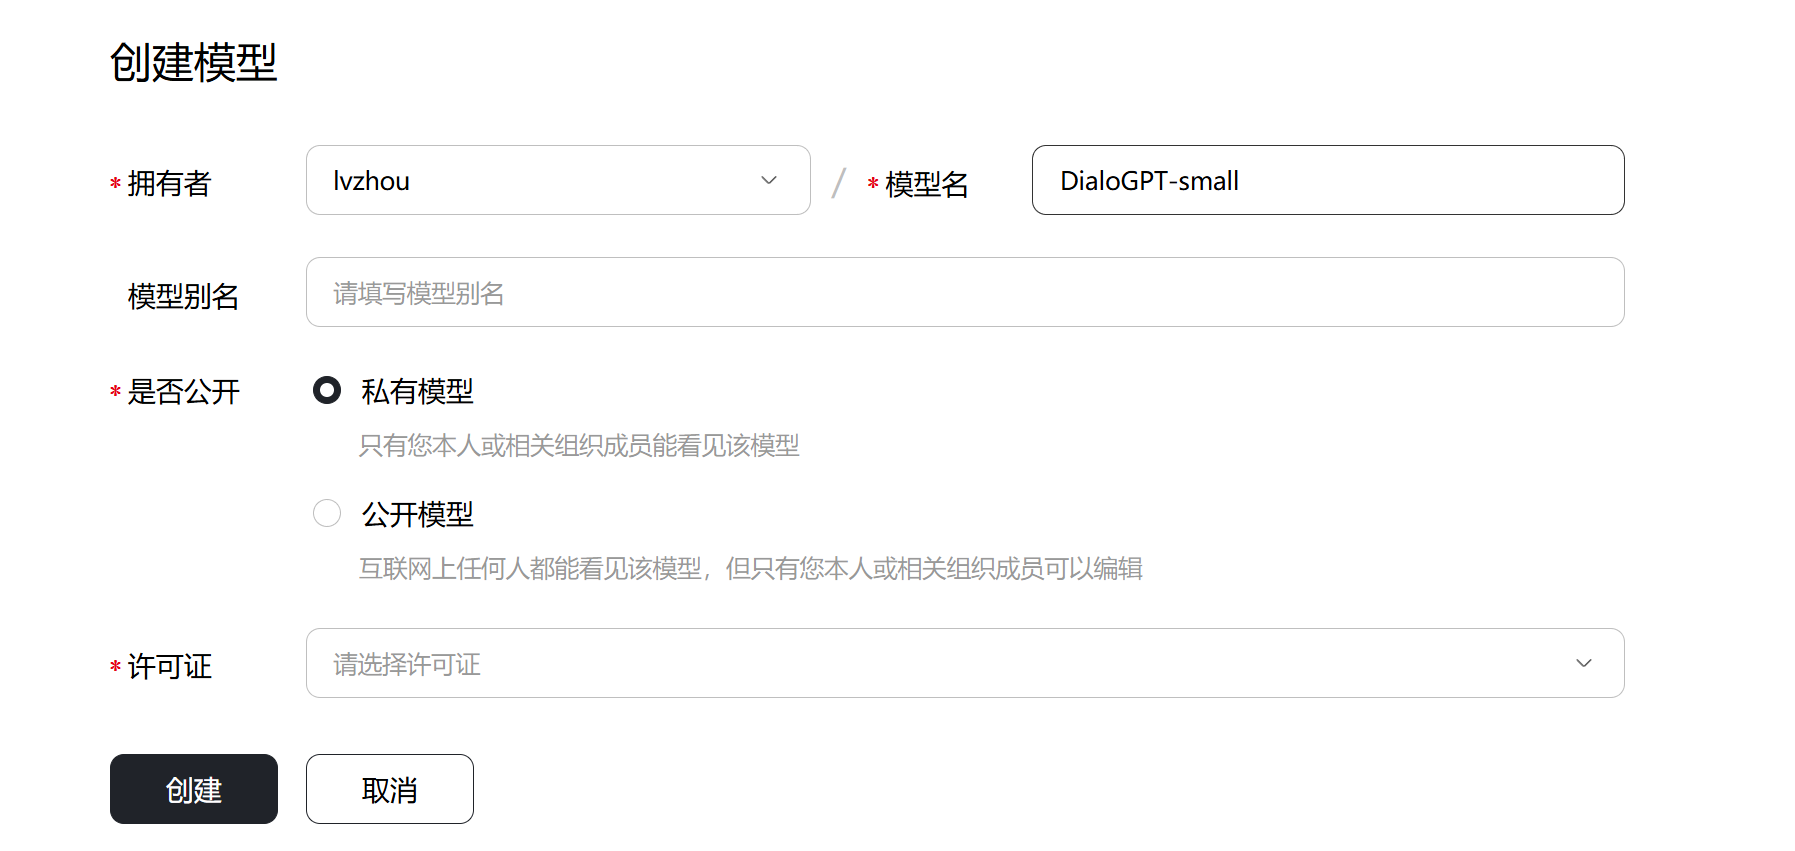 创建模型
* 拥有者 lvzhou / * 模型名 DialoGPT-small
模型别名 请填写模型别名
* 是否公开 私有模型
只有您本人或相关组织成员能看见该模型
公开模型
互联网上任何人都能看见该模型，但只有您本人或相关组织成员可以编辑
* 许可证 请选择许可证
创建 取消